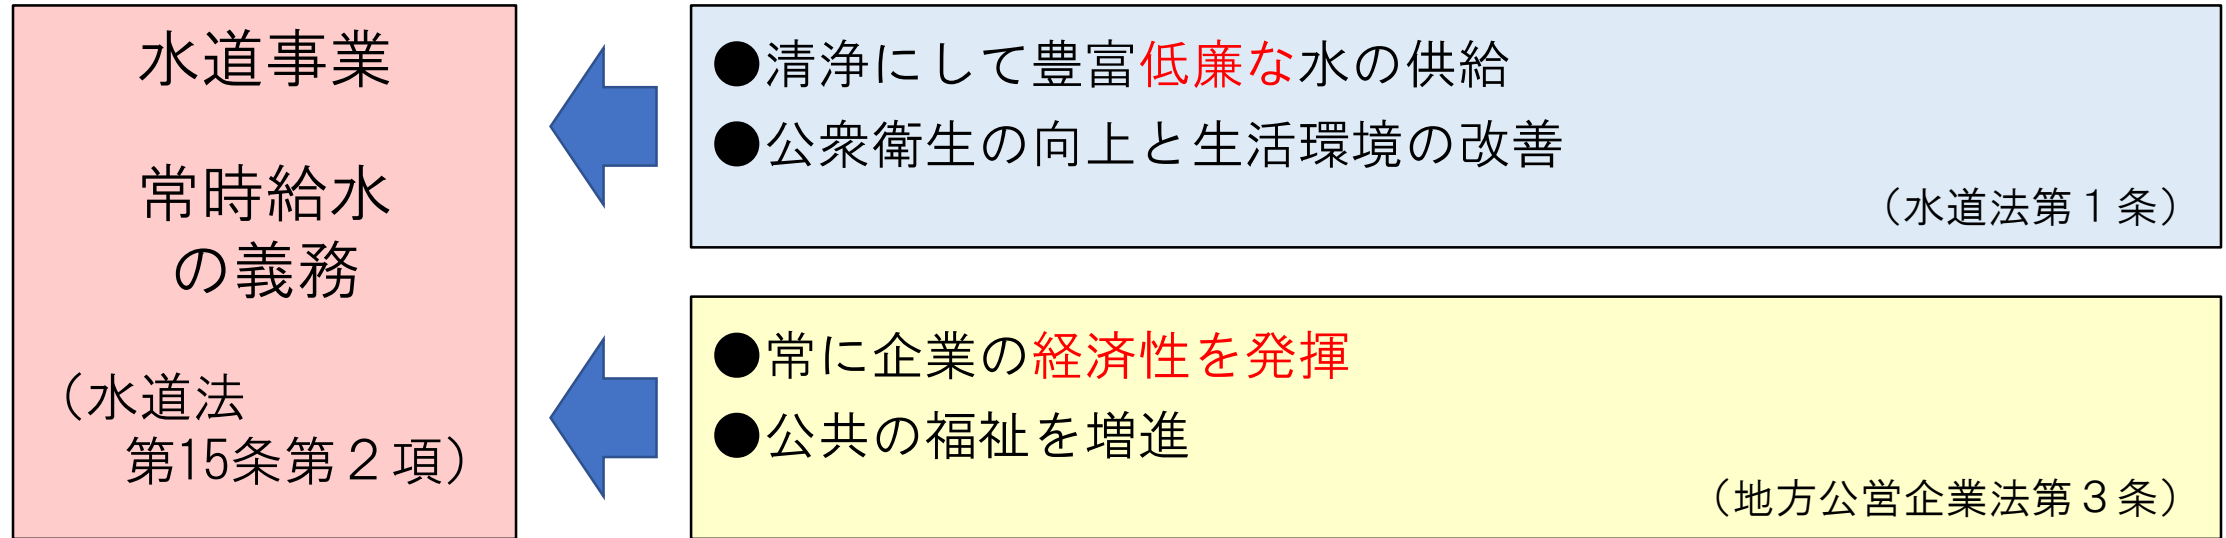 水道事業
常時給水
の義務
（水道法
第15条第２項）
●清浄にして豊富低廉な水の供給
●公衆衛生の向上と生活環境の改善
（水道法第１条）
●常に企業の経済性を発揮
●公共の福祉を増進
（地方公営企業法第３条）